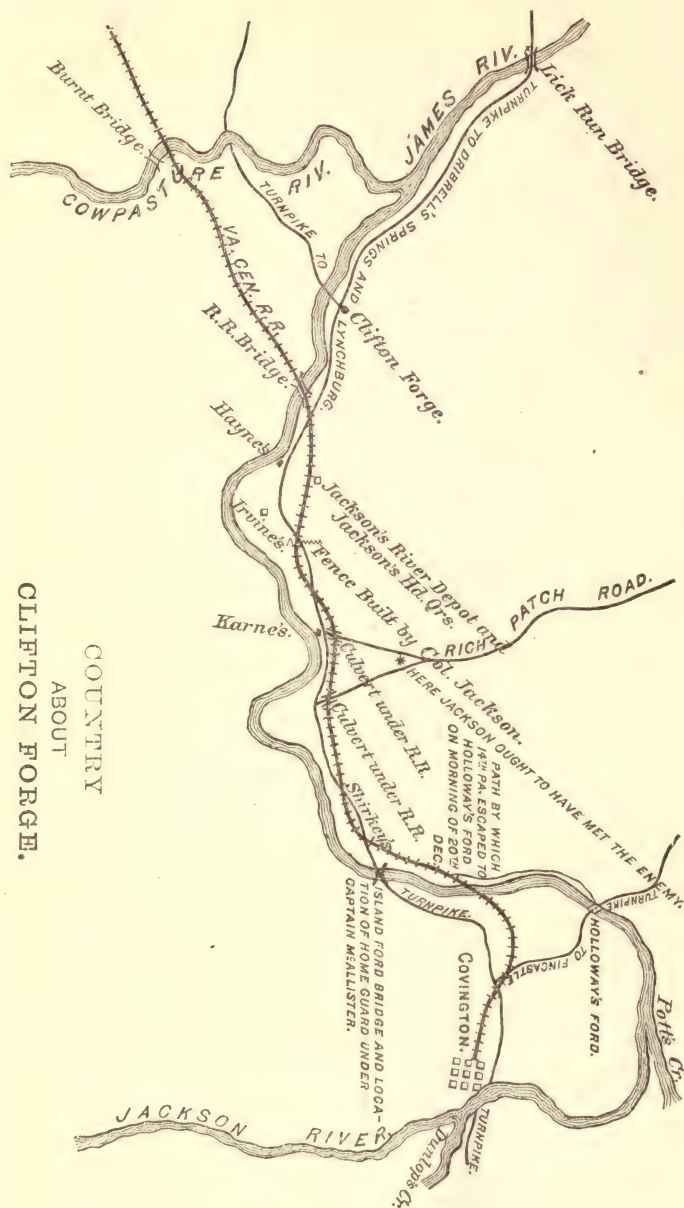 COUNTRY
ABOUT
CLIFTON FORGE.
Lick Run Bridge.
JAMES RIV.
TURNPIKE TO DRIBRELL'S SPRINGS AND LYNCHBURG.
Burnt Bridge.
COWPASTURE RIV.
TURNPIKE TO
Clifton Forge.
VA. CEN. R.R.
R.R. Bridge.
Hayne's
Jackson's River Depot and
Jackson's Hd. Qrs.
Irvine's.
Fence Built by Col. Jackson.
Karne's.
RICH PATCH ROAD.
HERE JACKSON OUGHT TO HAVE MET THE ENEMY.
Culvert under R.R.
Culvert under R.R.
Shirkey's
PATH BY WHICH
14TH PA. ESCAPED TO
HOLLOWAY'S FORD
ON MORNING OF 20TH
DEC.
TURNPIKE.
ISLAND FORD BRIDGE AND LOCA-
TION OF HOME GUARD UNDER
CAPTAIN McALLISTER.
TURNPIKE
TO FINCASTLE
HOLLOWAY'S FORD.
Pott's Cr.
COVINGTON.
TURNPIKE.
Dunlop's Cr.
JACKSON RIVER